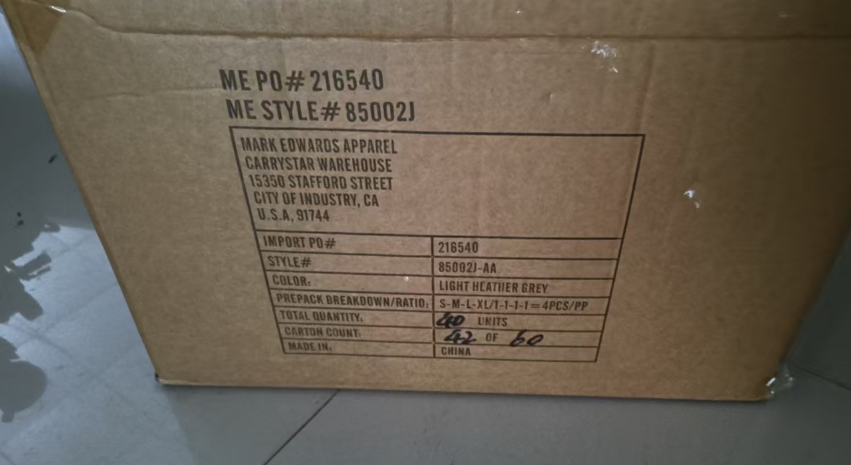 ME PO# 216540
ME STYLE# 85002J
MARK EDWARDS APPAREL
CARRYSTAR WAREHOUSE
15350 STAFFORD STREET
CITY OF INDUSTRY, CA
U.S.A, 91744
IMPORT PO# 216540
STYLE# 85002J-AA
COLOR: LIGHT HEATHER GREY
PREPACK BREAKDOWN/RATIO: S-M-L-XL/1-1-1-1=4PCS/PP
TOTAL QUANTITY: 40 UNITS
CARTON COUNT: 42 OF 60
MADE IN: CHINA